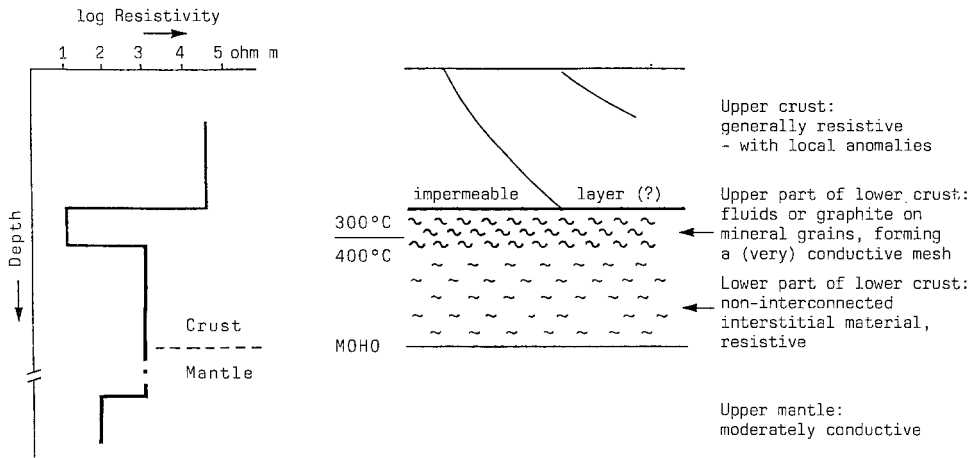 log Resistivity
1 2 3 4 5 ohm m
Depth
Crust
Mantle
impermeable layer (?)
300°C
400°C
MOHO
Upper crust:
generally resistive
- with local anomalies
Upper part of lower crust:
fluids or graphite on
mineral grains, forming
a (very) conductive mesh
Lower part of lower crust:
non-interconnected
interstitial material,
resistive
Upper mantle:
moderately conductive